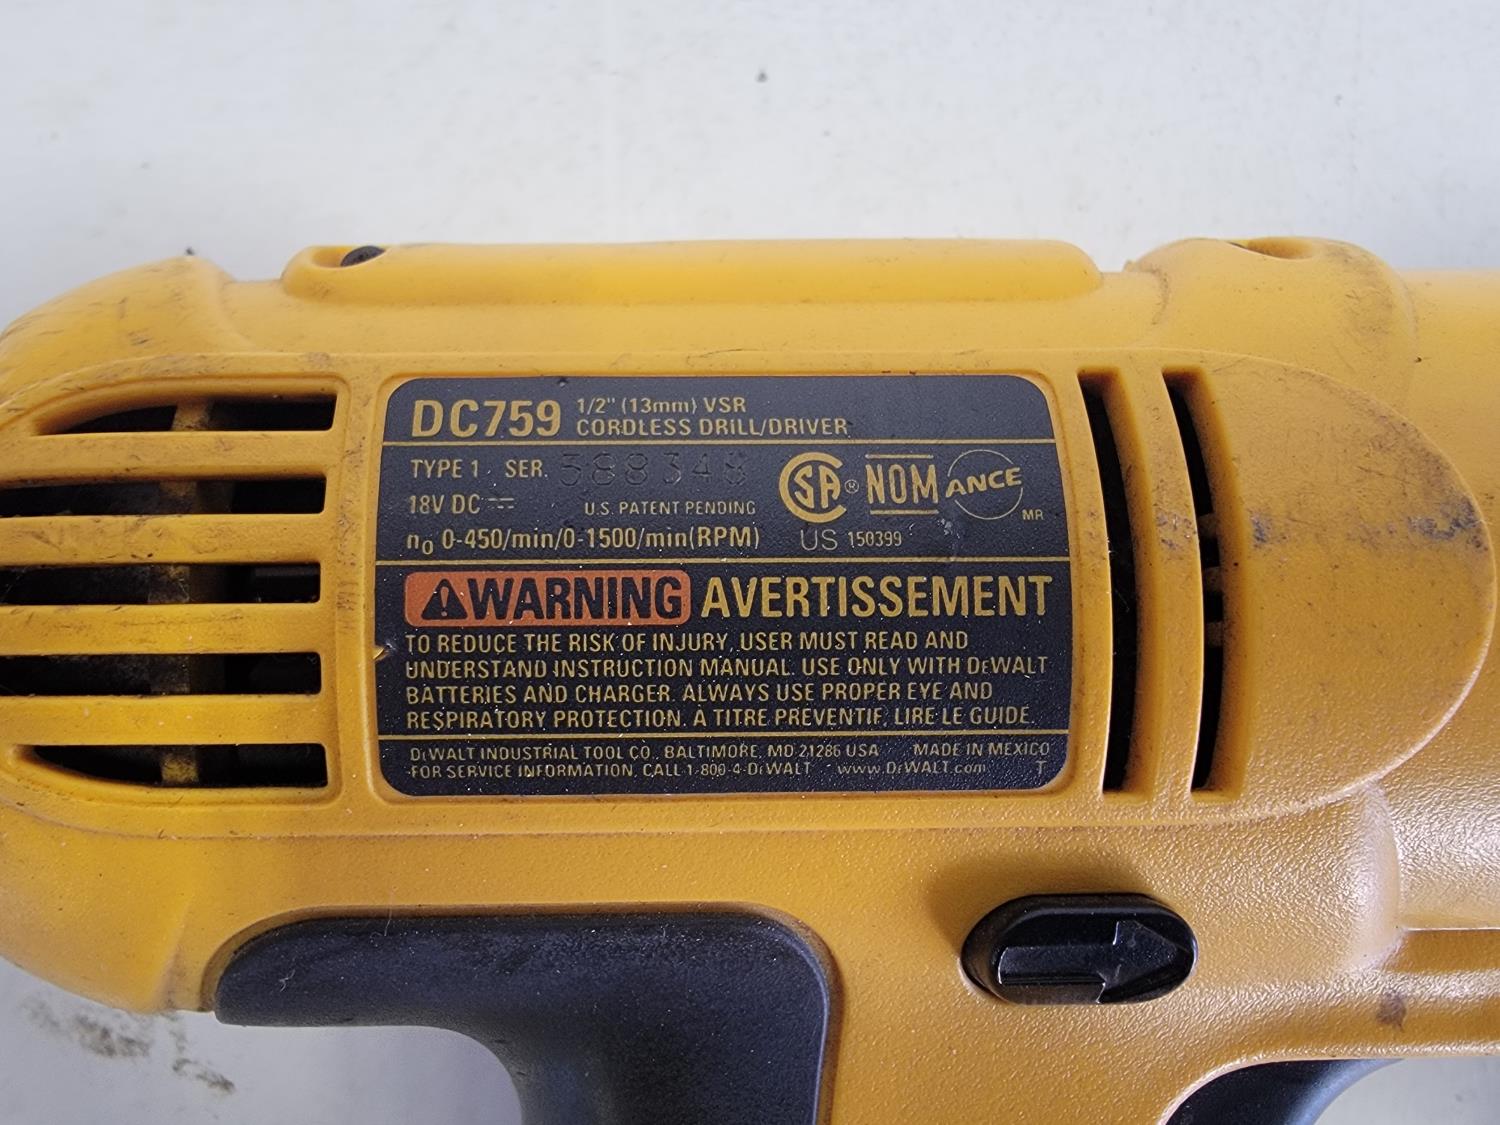 DC759 1/2" (13mm) VSR
CORDLESS DRILL/DRIVER
TYPE 1 SER. 588348
18V DC U.S. PATENT PENDING
n0 0-450/min/0-1500/min(RPM)
CSA® NOM ANCE
MR
US 150399
WARNING AVERTISSEMENT
TO REDUCE THE RISK OF INJURY, USER MUST READ AND
UNDERSTAND INSTRUCTION MANUAL. USE ONLY WITH DeWALT
BATTERIES AND CHARGER. ALWAYS USE PROPER EYE AND
RESPIRATORY PROTECTION. À TITRE PREVENTIF, LIRE LE GUIDE.
DeWALT INDUSTRIAL TOOL CO., BALTIMORE, MD 21286 USA MADE IN MEXICO
FOR SERVICE INFORMATION, CALL 1-800-4-DeWALT www.DeWALT.com T